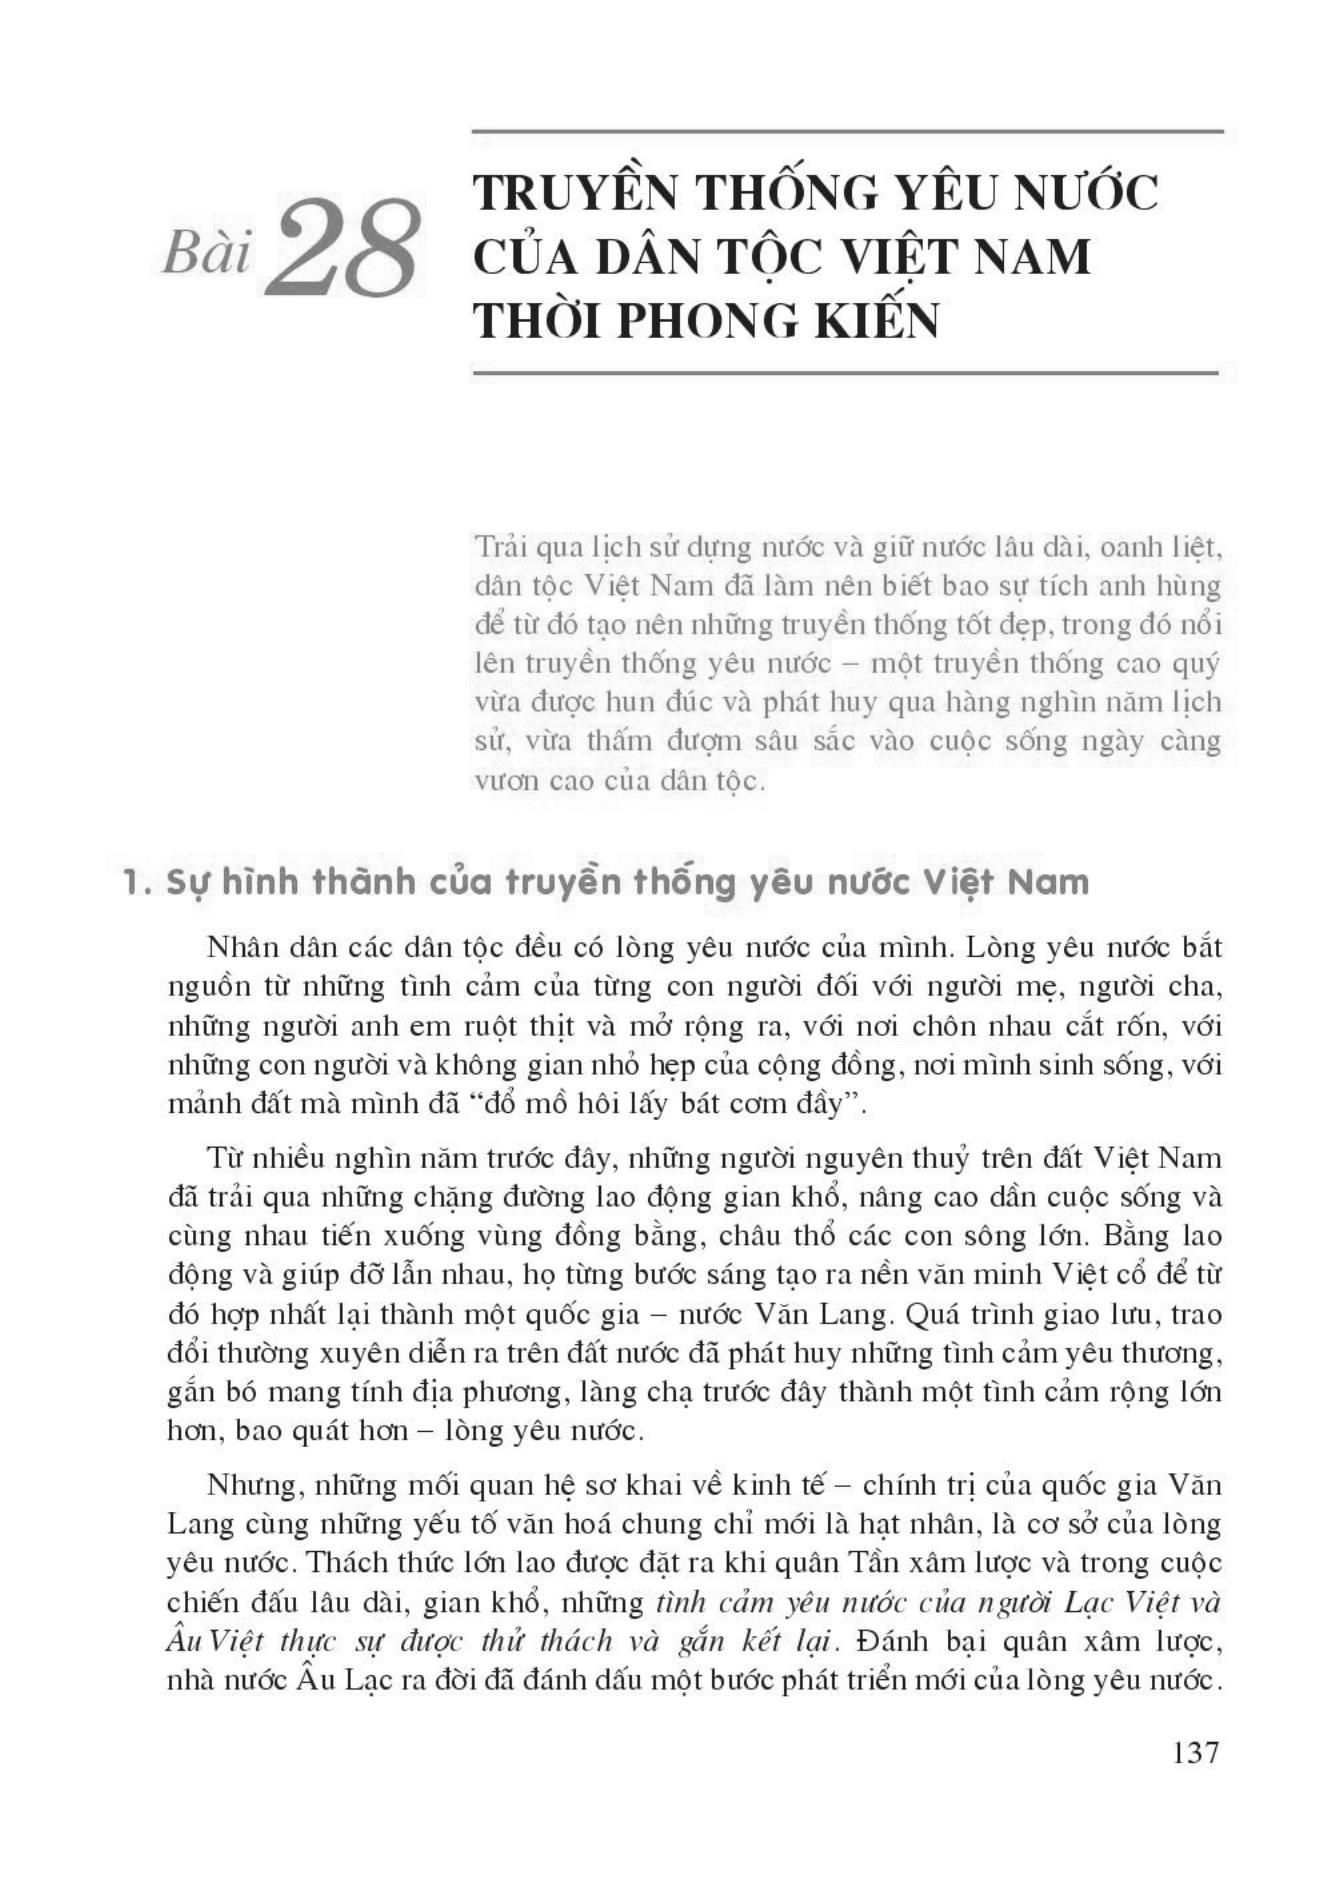 Bài 28
TRUYỀN THỐNG YÊU NƯỚC
CỦA DÂN TỘC VIỆT NAM
THỜI PHONG KIẾN
Trải qua lịch sử dựng nước và giữ nước lâu dài, oanh liệt,
dân tộc Việt Nam đã làm nên biết bao sự tích anh hùng
để từ đó tạo nên những truyền thống tốt đẹp, trong đó nổi
lên truyền thống yêu nước – một truyền thống cao quý
vừa được hun đúc và phát huy qua hàng nghìn năm lịch
sử, vừa thấm đượm sâu sắc vào cuộc sống ngày càng
vươn cao của dân tộc.
1. Sự hình thành của truyền thống yêu nước Việt Nam
Nhân dân các dân tộc đều có lòng yêu nước của mình. Lòng yêu nước bắt
nguồn từ những tình cảm của từng con người đối với người mẹ, người cha,
những người anh em ruột thịt và mở rộng ra, với nơi chôn nhau cắt rốn, với
những con người và không gian nhỏ hẹp của cộng đồng, nơi mình sinh sống, với
mảnh đất mà mình đã “đổ mồ hôi lấy bát cơm đầy”.
Từ nhiều nghìn năm trước đây, những người nguyên thuỷ trên đất Việt Nam
đã trải qua những chặng đường lao động gian khổ, nâng cao dần cuộc sống và
cùng nhau tiến xuống vùng đồng bằng, châu thổ các con sông lớn. Bằng lao
động và giúp đỡ lẫn nhau, họ từng bước sáng tạo ra nền văn minh Việt cổ để từ
đó hợp nhất lại thành một quốc gia – nước Văn Lang. Quá trình giao lưu, trao
đổi thường xuyên diễn ra trên đất nước đã phát huy những tình cảm yêu thương,
gắn bó mang tính địa phương, làng chạ trước đây thành một tình cảm rộng lớn
hơn, bao quát hơn – lòng yêu nước.
Nhưng, những mối quan hệ sơ khai về kinh tế – chính trị của quốc gia Văn
Lang cùng những yếu tố văn hoá chung chỉ mới là hạt nhân, là cơ sở của lòng
yêu nước. Thách thức lớn lao được đặt ra khi quân Tần xâm lược và trong cuộc
chiến đấu lâu dài, gian khổ, những tình cảm yêu nước của người Lạc Việt và
Âu Việt thực sự được thử thách và gắn kết lại. Đánh bại quân xâm lược,
nhà nước Âu Lạc ra đời đã đánh dấu một bước phát triển mới của lòng yêu nước.
137